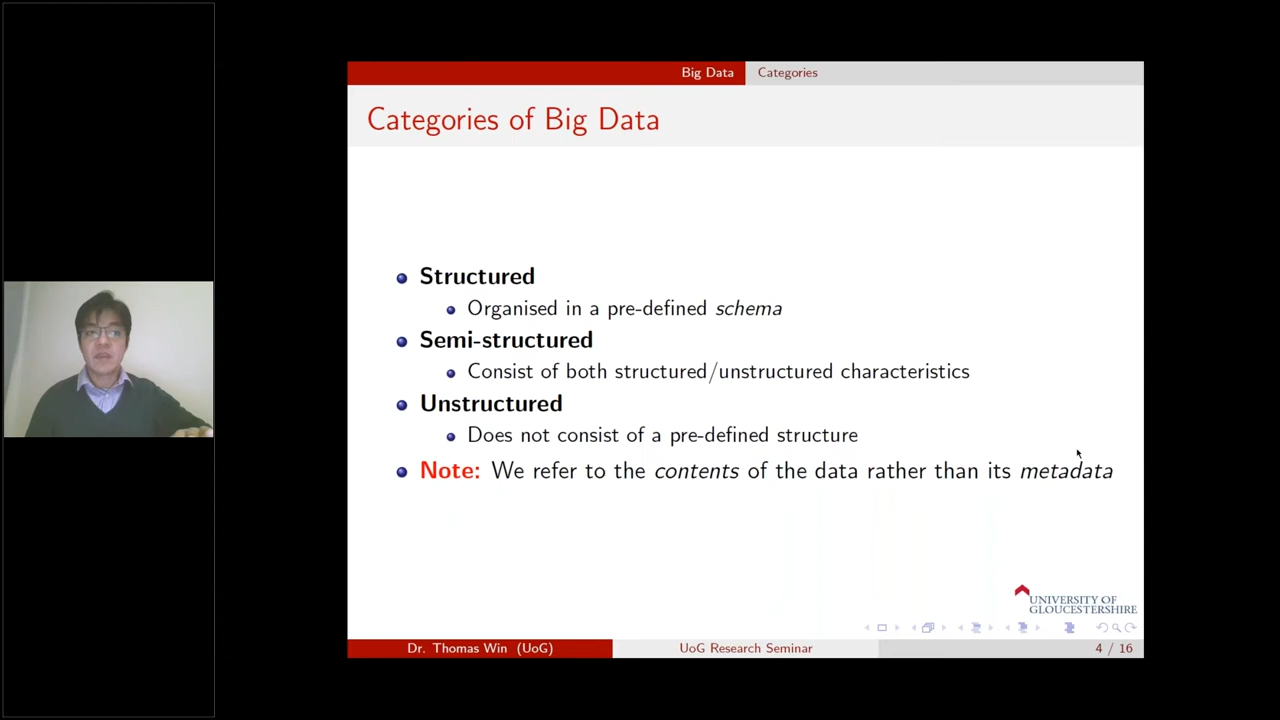 Big Data Categories
Categories of Big Data
Structured
Organised in a pre-defined schema
Semi-structured
Consist of both structured/unstructured characteristics
Unstructured
Does not consist of a pre-defined structure
Note: We refer to the contents of the data rather than its metadata
UNIVERSITY OF
GLOUCESTERSHIRE
Dr. Thomas Win (UoG) UoG Research Seminar 4 / 16